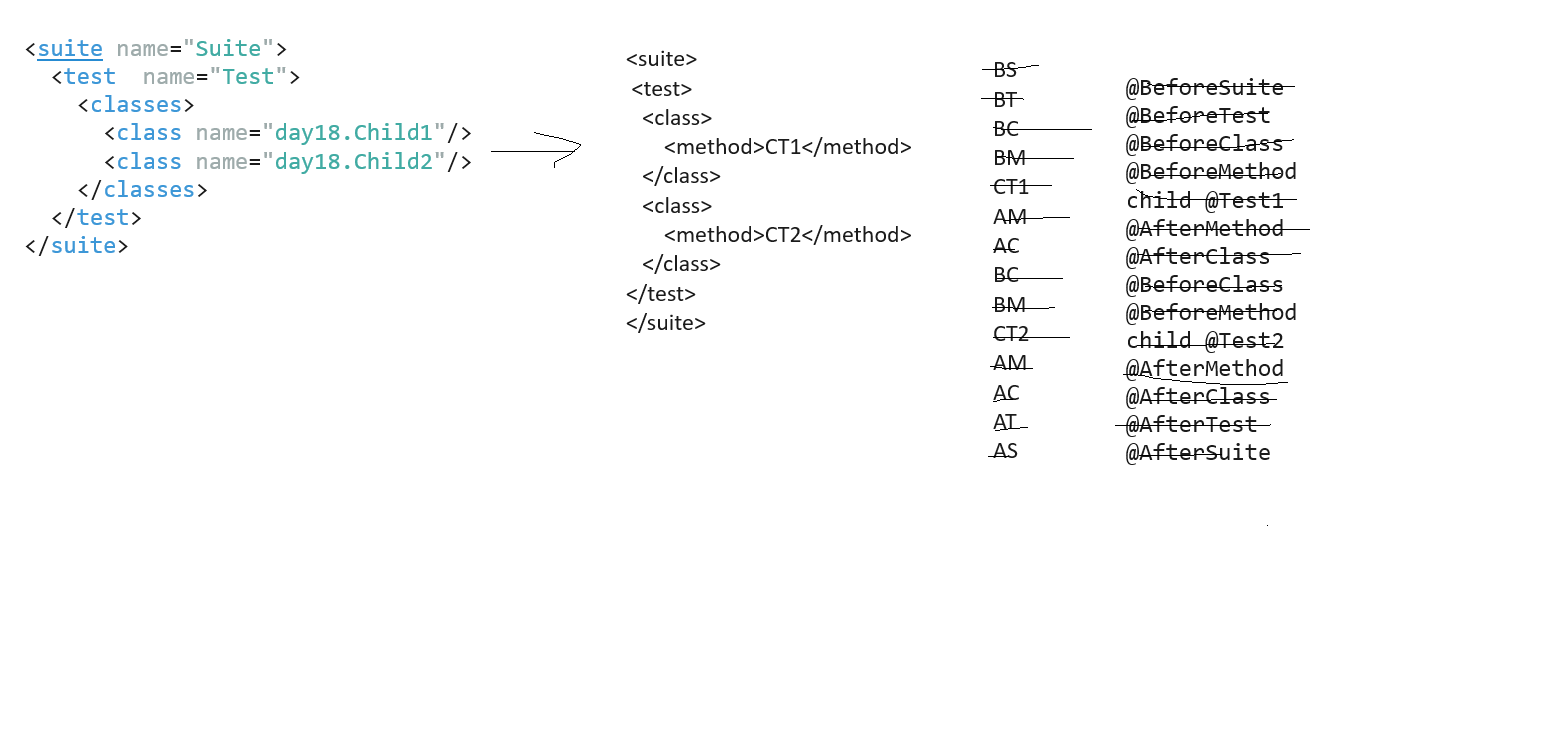 <suite name="Suite">
<test  name="Test">
<classes>
<class name="day18.Child1"/>
<class name="day18.Child2"/>
</classes>
</test>
</suite>
<suite>
<test>
<class>
<method>CT1</method>
</class>
<class>
<method>CT2</method>
</class>
</test>
</suite>
BS
BT
BC
BM
CT1
AM
AC
BC
BM
CT2
AM
AC
AT
AS
@BeforeSuite
@BeforeTest
@BeforeClass
@BeforeMethod
child @Test1
@AfterMethod
@AfterClass
@BeforeClass
@BeforeMethod
child @Test2
@AfterMethod
@AfterClass
@AfterTest
@AfterSuite